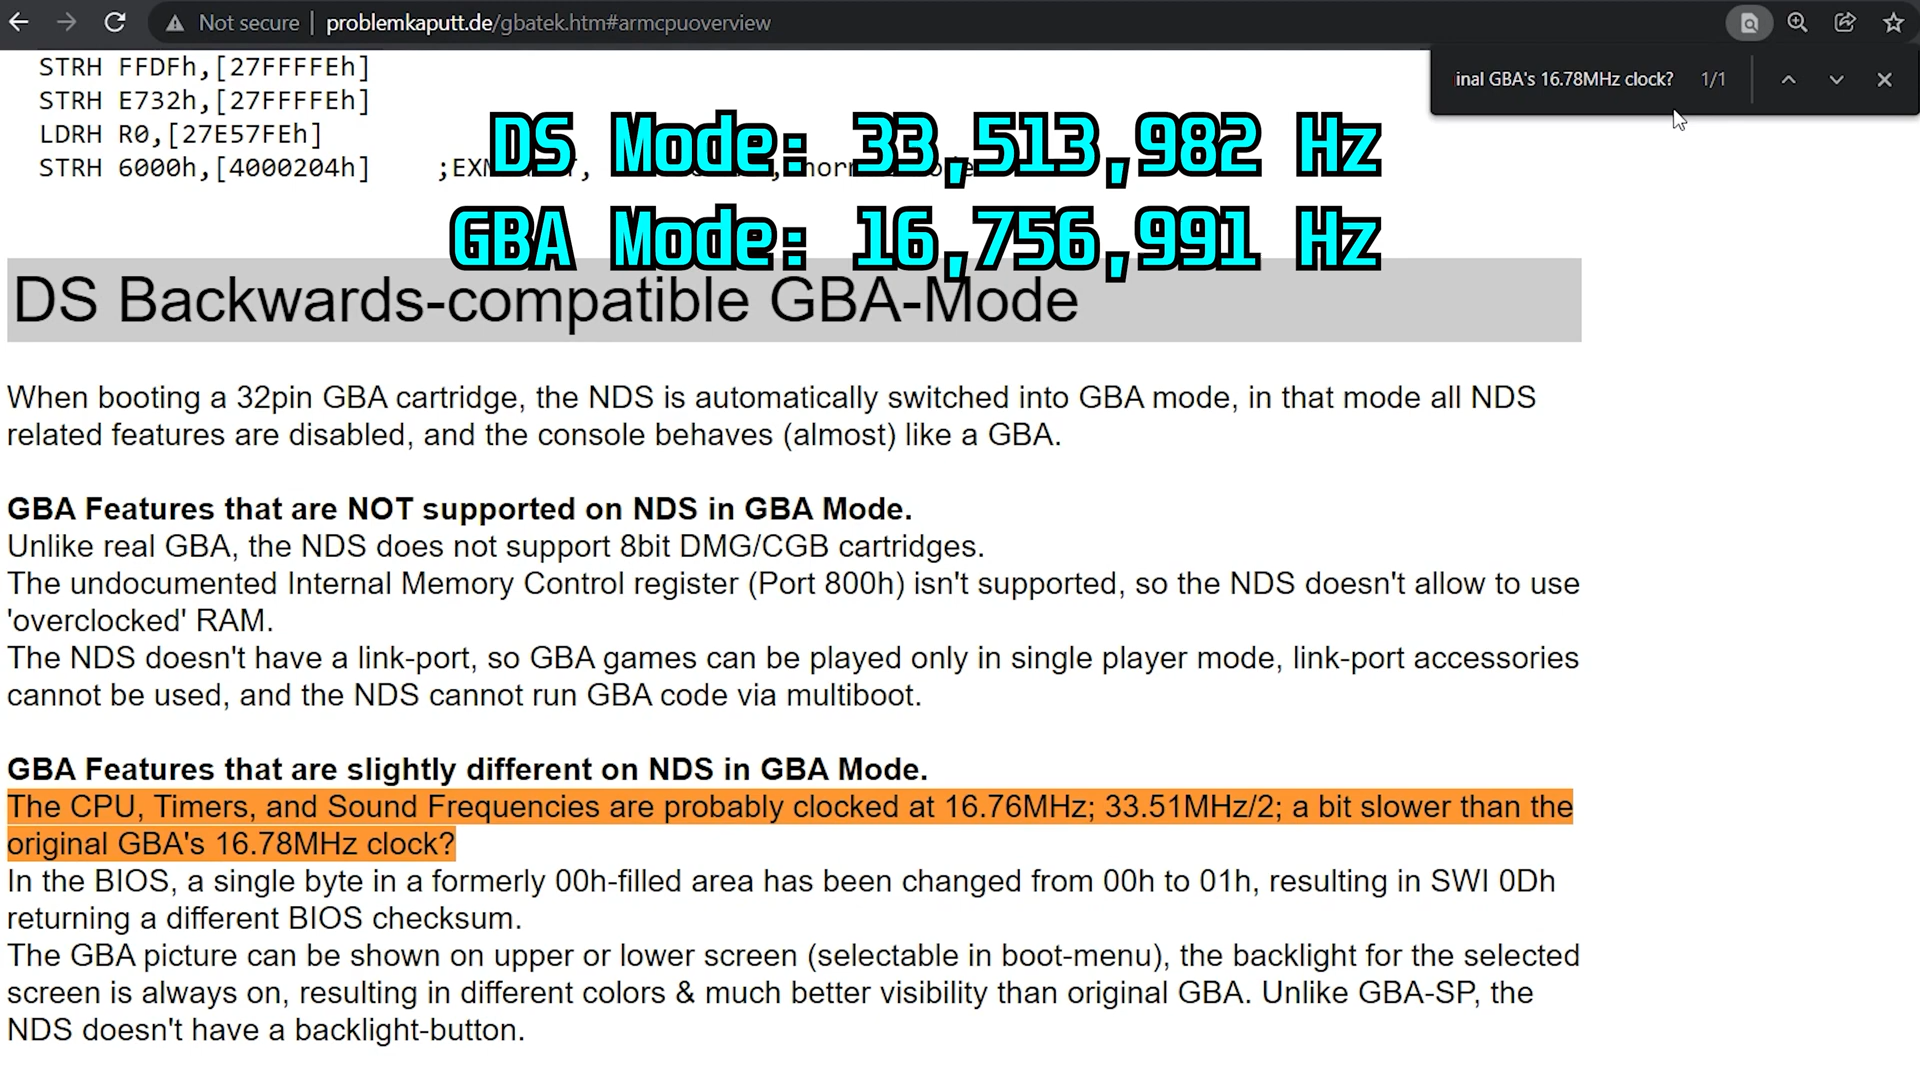 Not secure | problemkaputt.de/gbatek.htm#armcpuoverview
inal GBA's 16.78MHz clock? 1/1
STRH FFDFh,[27FFFFEh]
STRH E732h,[27FFFFEh]
LDRH R0,[27E57FEh]
STRH 6000h,[4000204h]
DS Mode: 33,513,982 Hz
GBA Mode: 16,756,991 Hz
DS Backwards-compatible GBA-Mode
When booting a 32pin GBA cartridge, the NDS is automatically switched into GBA mode, in that mode all NDS
related features are disabled, and the console behaves (almost) like a GBA.
GBA Features that are NOT supported on NDS in GBA Mode.
Unlike real GBA, the NDS does not support 8bit DMG/CGB cartridges.
The undocumented Internal Memory Control register (Port 800h) isn't supported, so the NDS doesn't allow to use
'overclocked' RAM.
The NDS doesn't have a link-port, so GBA games can be played only in single player mode, link-port accessories
cannot be used, and the NDS cannot run GBA code via multiboot.
GBA Features that are slightly different on NDS in GBA Mode.
The CPU, Timers, and Sound Frequencies are probably clocked at 16.76MHz; 33.51MHz/2; a bit slower than the
original GBA's 16.78MHz clock?
In the BIOS, a single byte in a formerly 00h-filled area has been changed from 00h to 01h, resulting in SWI 0Dh
returning a different BIOS checksum.
The GBA picture can be shown on upper or lower screen (selectable in boot-menu), the backlight for the selected
screen is always on, resulting in different colors & much better visibility than original GBA. Unlike GBA-SP, the
NDS doesn't have a backlight-button.